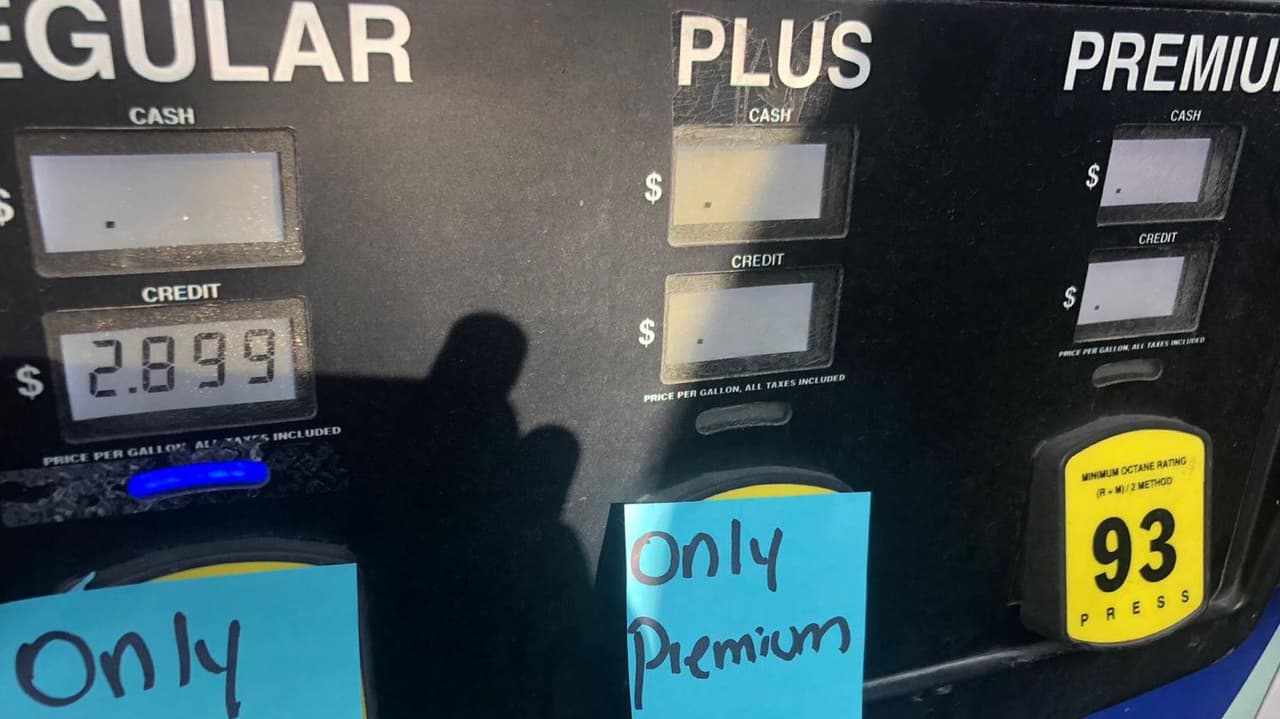 EGULAR
CASH
$ .
CREDIT
$ 2.899
PRICE PER GALLON, ALL TAXES INCLUDED
Only
PLUS
CASH
$ .
CREDIT
$ .
PRICE PER GALLON, ALL TAXES INCLUDED
Only
Premium
PREMIU
CASH
$ .
CREDIT
$ .
PRICE PER GALLON, ALL TAXES INCLUDED
MINIMUM OCTANE RATING
(R + M) / 2 METHOD
93
PRESS